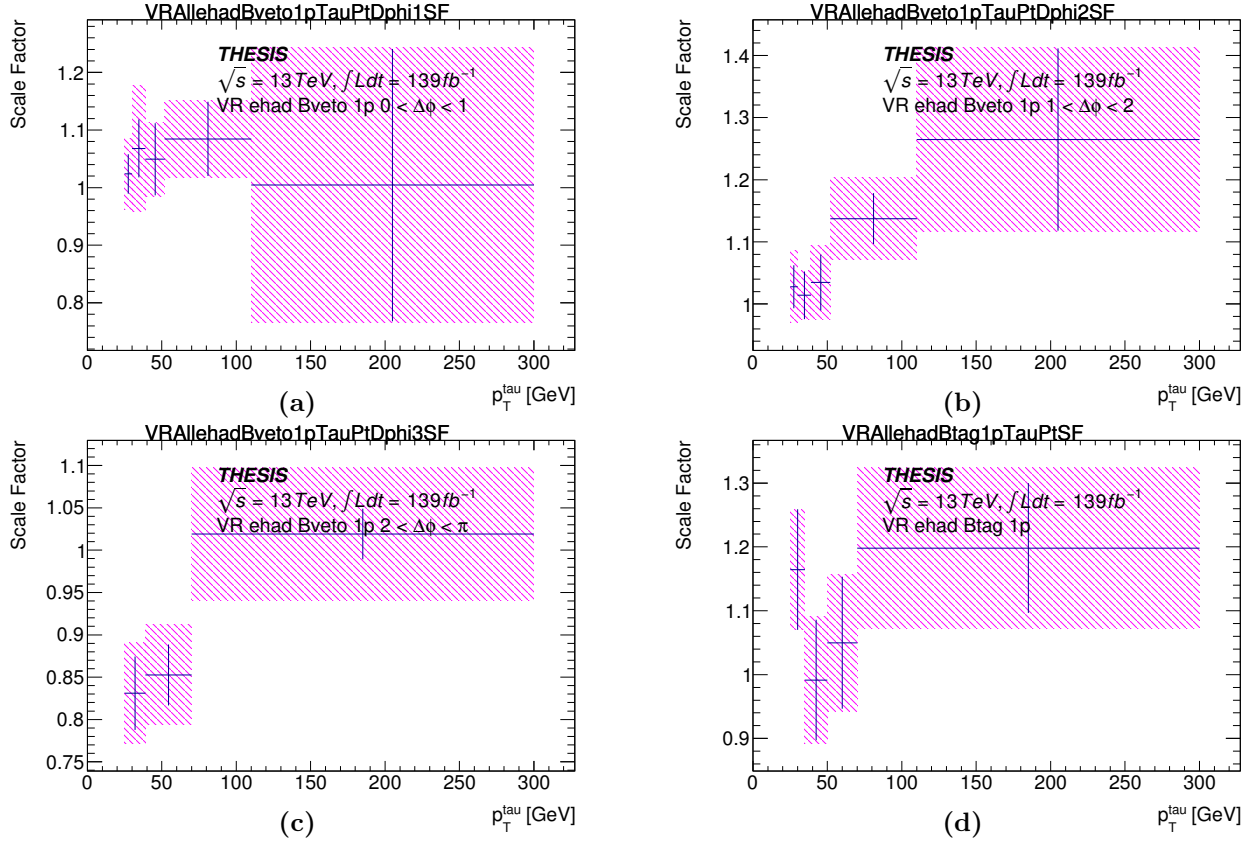 VRAllehadBveto1pTauPtDphi1SF
Scale Factor
THESIS
√s = 13 TeV, ∫Ldt = 139 fb⁻¹
VR ehad Bveto 1p 0 < Δϕ < 1
1.2
1.1
1
0.9
0.8
0 50 100 150 200 250 300
p_T^tau [GeV]
(a)
VRAllehadBveto1pTauPtDphi2SF
Scale Factor
THESIS
√s = 13 TeV, ∫Ldt = 139 fb⁻¹
VR ehad Bveto 1p 1 < Δϕ < 2
1.4
1.3
1.2
1.1
1
0 50 100 150 200 250 300
p_T^tau [GeV]
(b)
VRAllehadBveto1pTauPtDphi3SF
Scale Factor
THESIS
√s = 13 TeV, ∫Ldt = 139 fb⁻¹
VR ehad Bveto 1p 2 < Δϕ < π
1.1
1.05
1
0.95
0.9
0.85
0.8
0.75
0 50 100 150 200 250 300
p_T^tau [GeV]
(c)
VRAllehadBtag1pTauPtSF
Scale Factor
THESIS
√s = 13 TeV, ∫Ldt = 139 fb⁻¹
VR ehad Btag 1p
1.3
1.2
1.1
1
0.9
0 50 100 150 200 250 300
p_T^tau [GeV]
(d)